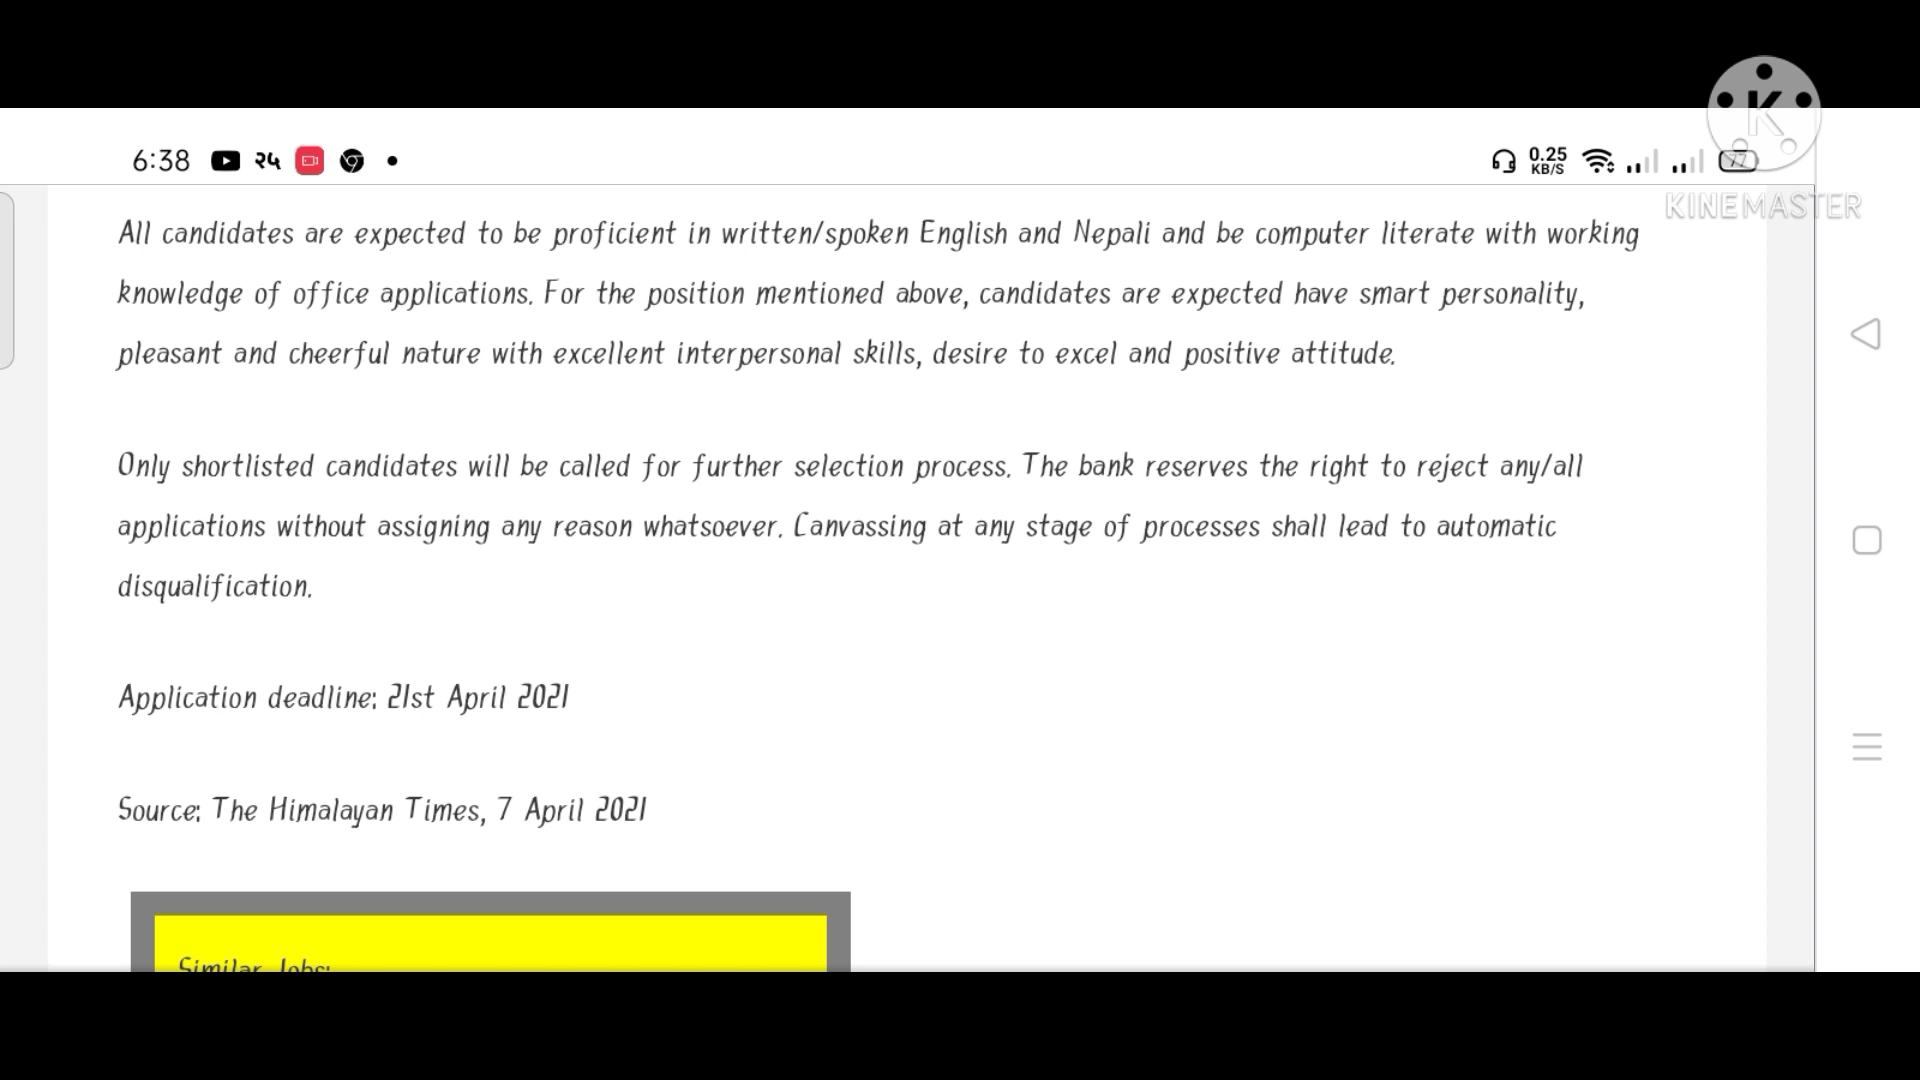 6:38 २५ 0.25 KB/S 77
K
KINEMASTER
All candidates are expected to be proficient in written/spoken English and Nepali and be computer literate with working
knowledge of office applications. For the position mentioned above, candidates are expected have smart personality,
pleasant and cheerful nature with excellent interpersonal skills, desire to excel and positive attitude.
Only shortlisted candidates will be called for further selection process. The bank reserves the right to reject any/all
applications without assigning any reason whatsoever. Canvassing at any stage of processes shall lead to automatic
disqualification.
Application deadline: 21st April 2021
Source: The Himalayan Times, 7 April 2021
Similar Jobs: